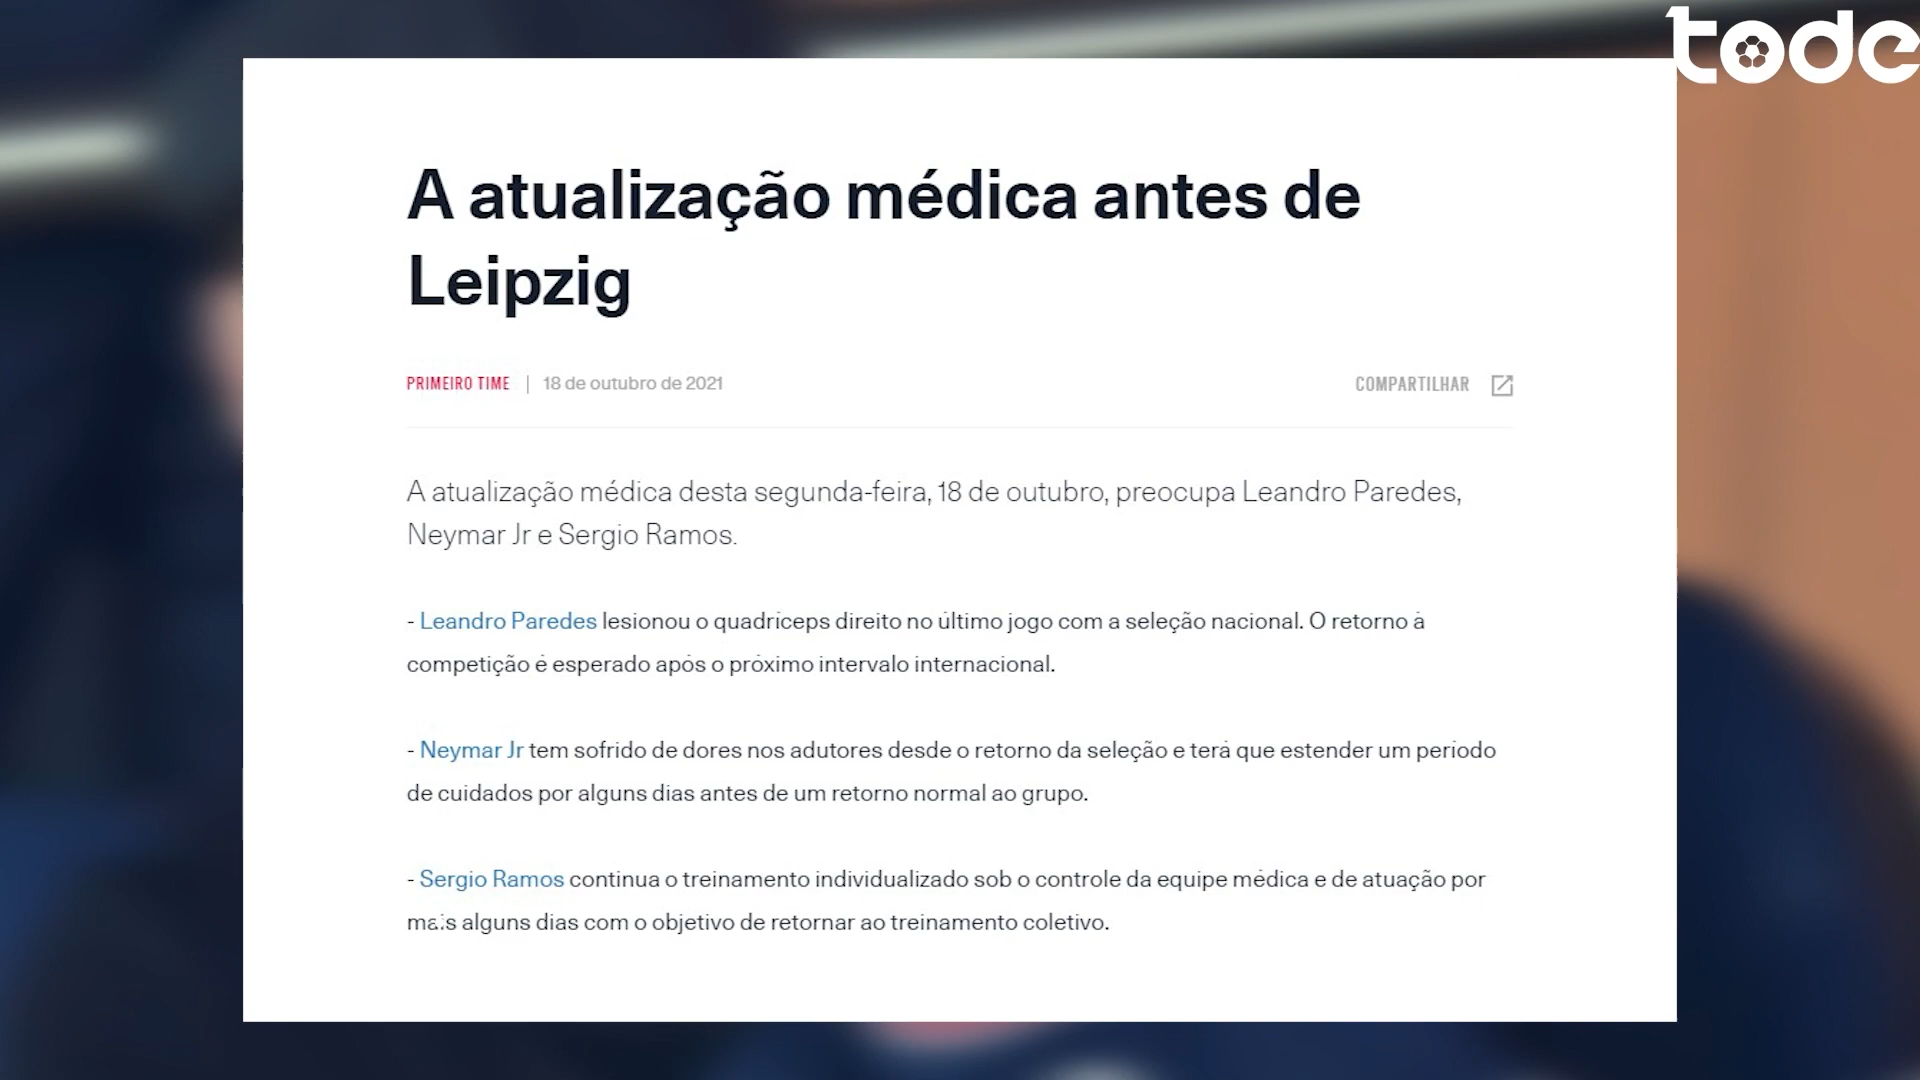 tode
A atualização médica antes de
Leipzig
PRIMEIRO TIME | 18 de outubro de 2021
COMPARTILHAR
A atualização médica desta segunda-feira, 18 de outubro, preocupa Leandro Paredes,
Neymar Jr e Sergio Ramos.
- Leandro Paredes lesionou o quadríceps direito no último jogo com a seleção nacional. O retorno à
competição é esperado após o próximo intervalo internacional.
- Neymar Jr tem sofrido de dores nos adutores desde o retorno da seleção e terá que estender um período
de cuidados por alguns dias antes de um retorno normal ao grupo.
- Sergio Ramos continua o treinamento individualizado sob o controle da equipe médica e de atuação por
mais alguns dias com o objetivo de retornar ao treinamento coletivo.